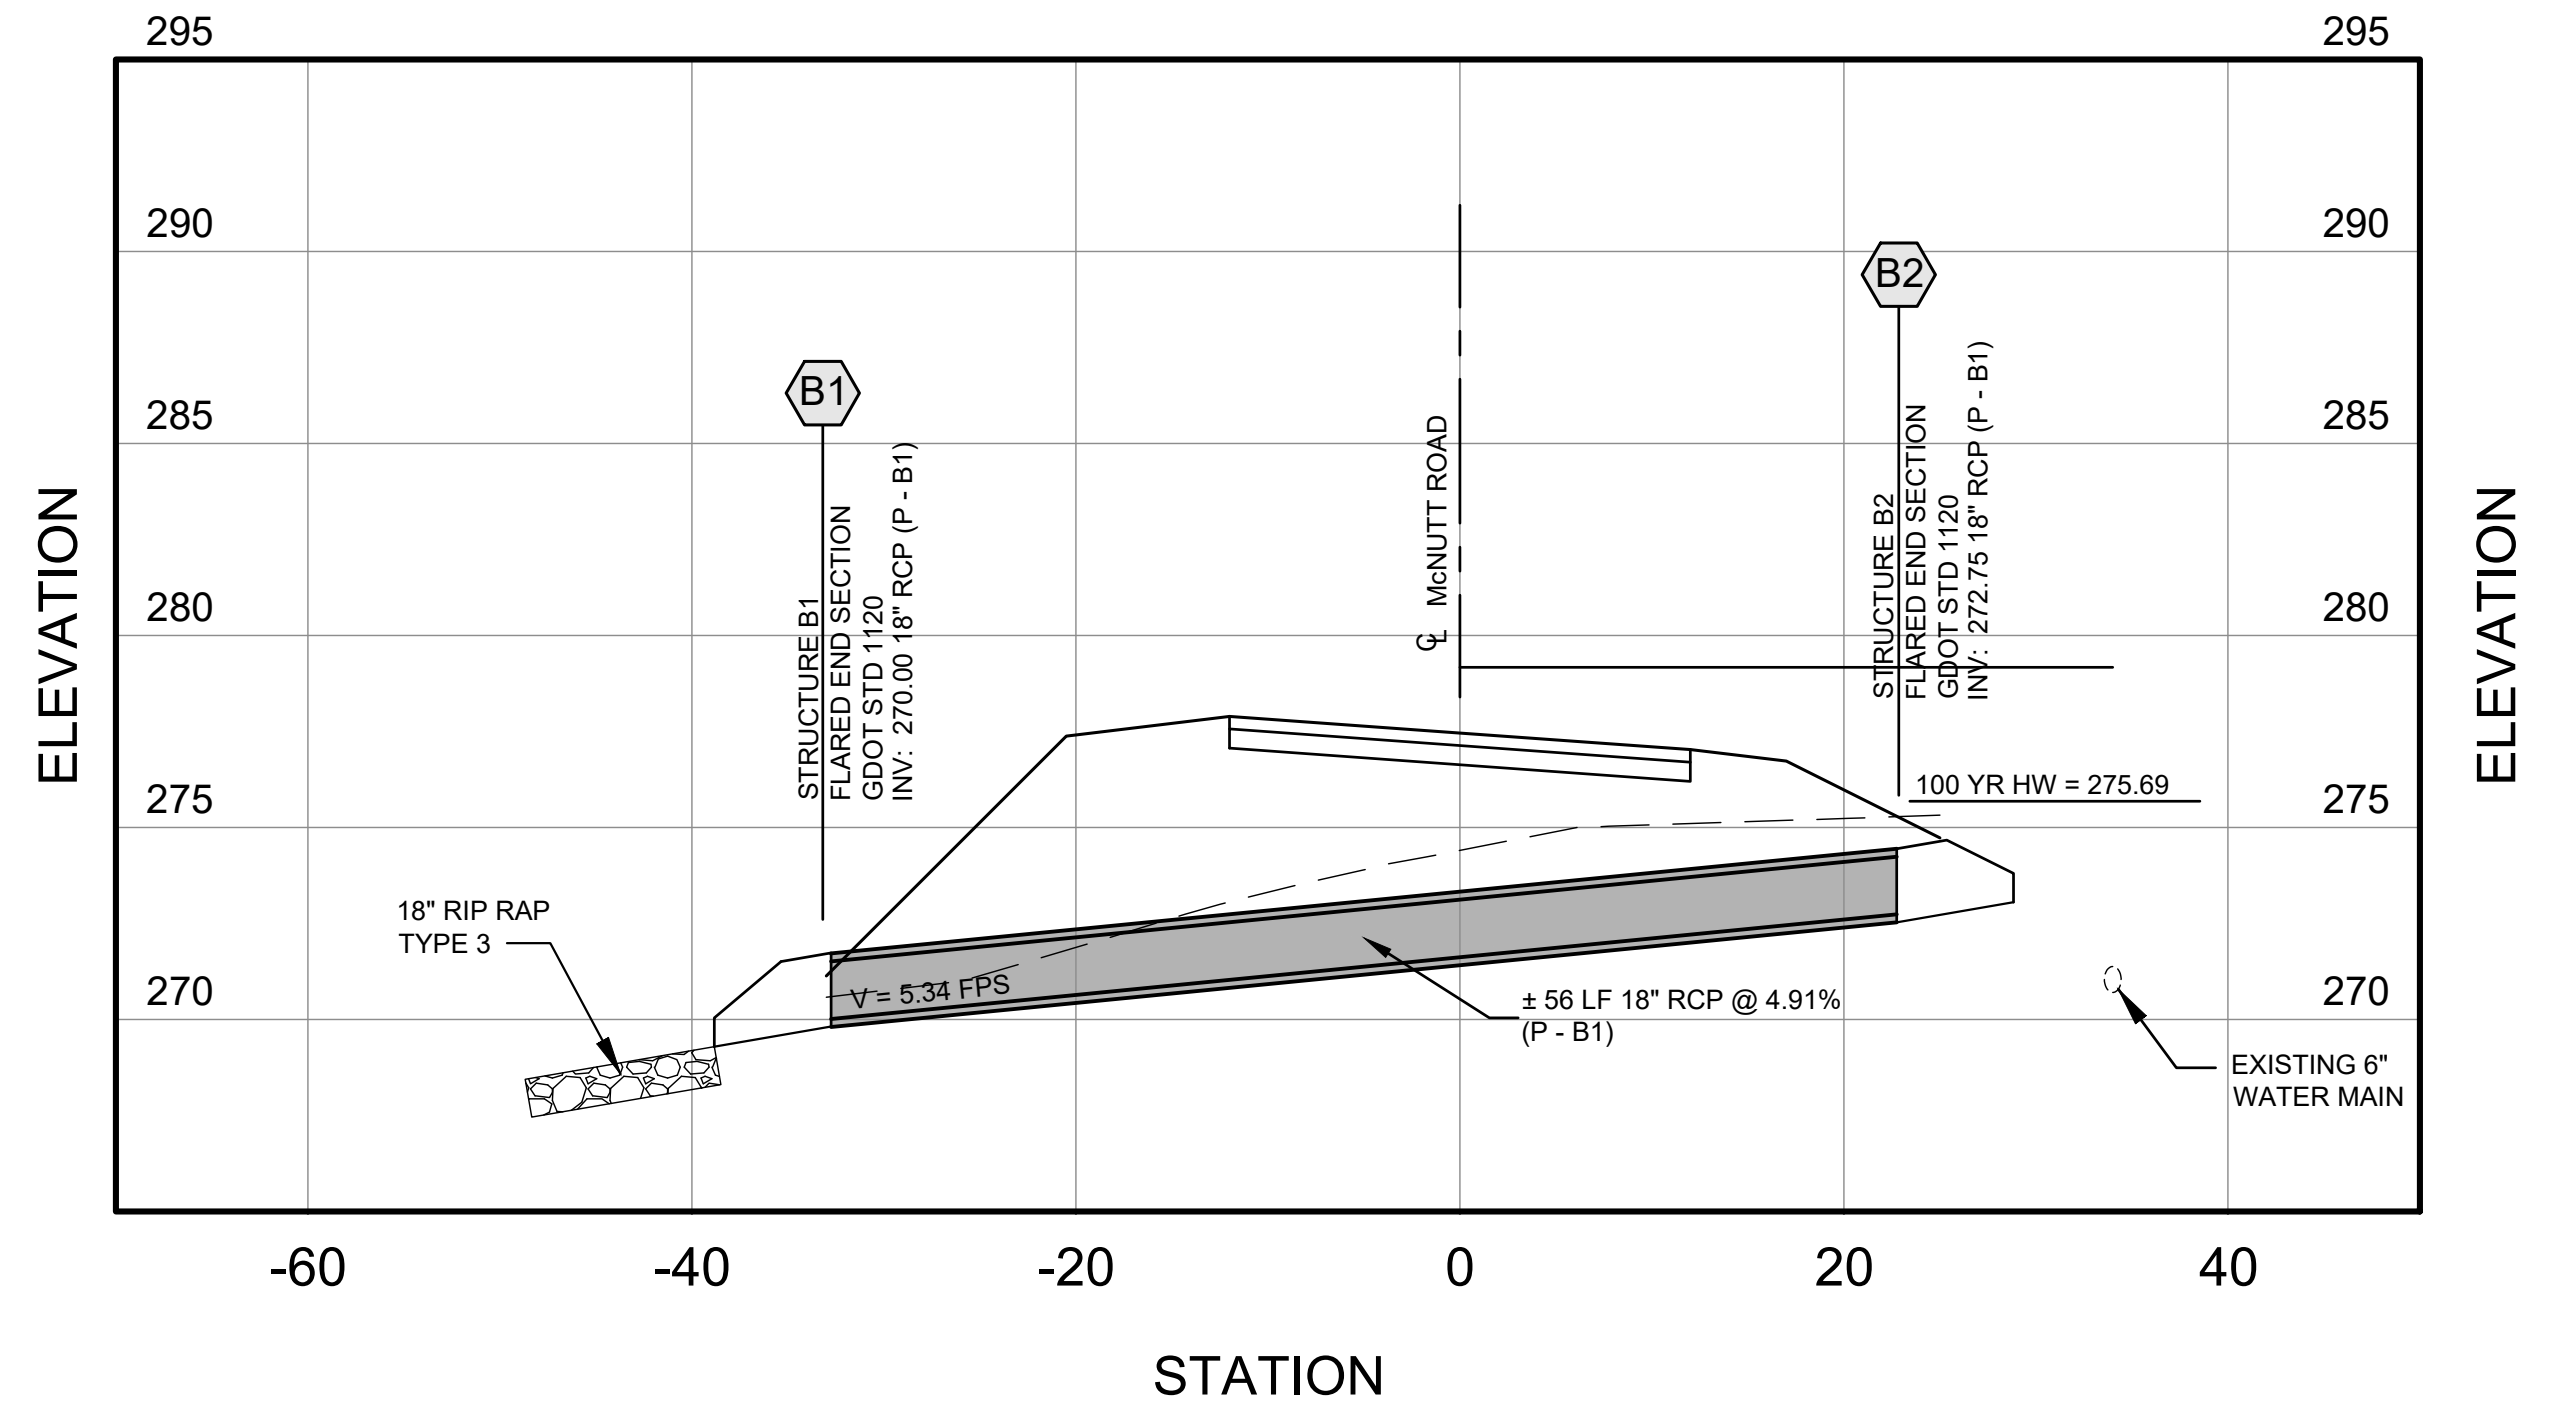 295
295
290
290
B2
B1
285
285
280
280
275
275
270
270
ELEVATION
ELEVATION
STRUCTURE B1
FLARED END SECTION
GDOT STD 1120
INV: 270.00 18" RCP (P - B1)
℄ McNUTT ROAD
STRUCTURE B2
FLARED END SECTION
GDOT STD 1120
INV: 272.75 18" RCP (P - B1)
100 YR HW = 275.69
18" RIP RAP
TYPE 3
V = 5.34 FPS
± 56 LF 18" RCP @ 4.91%
(P - B1)
EXISTING 6"
WATER MAIN
-60
-40
-20
0
20
40
STATION